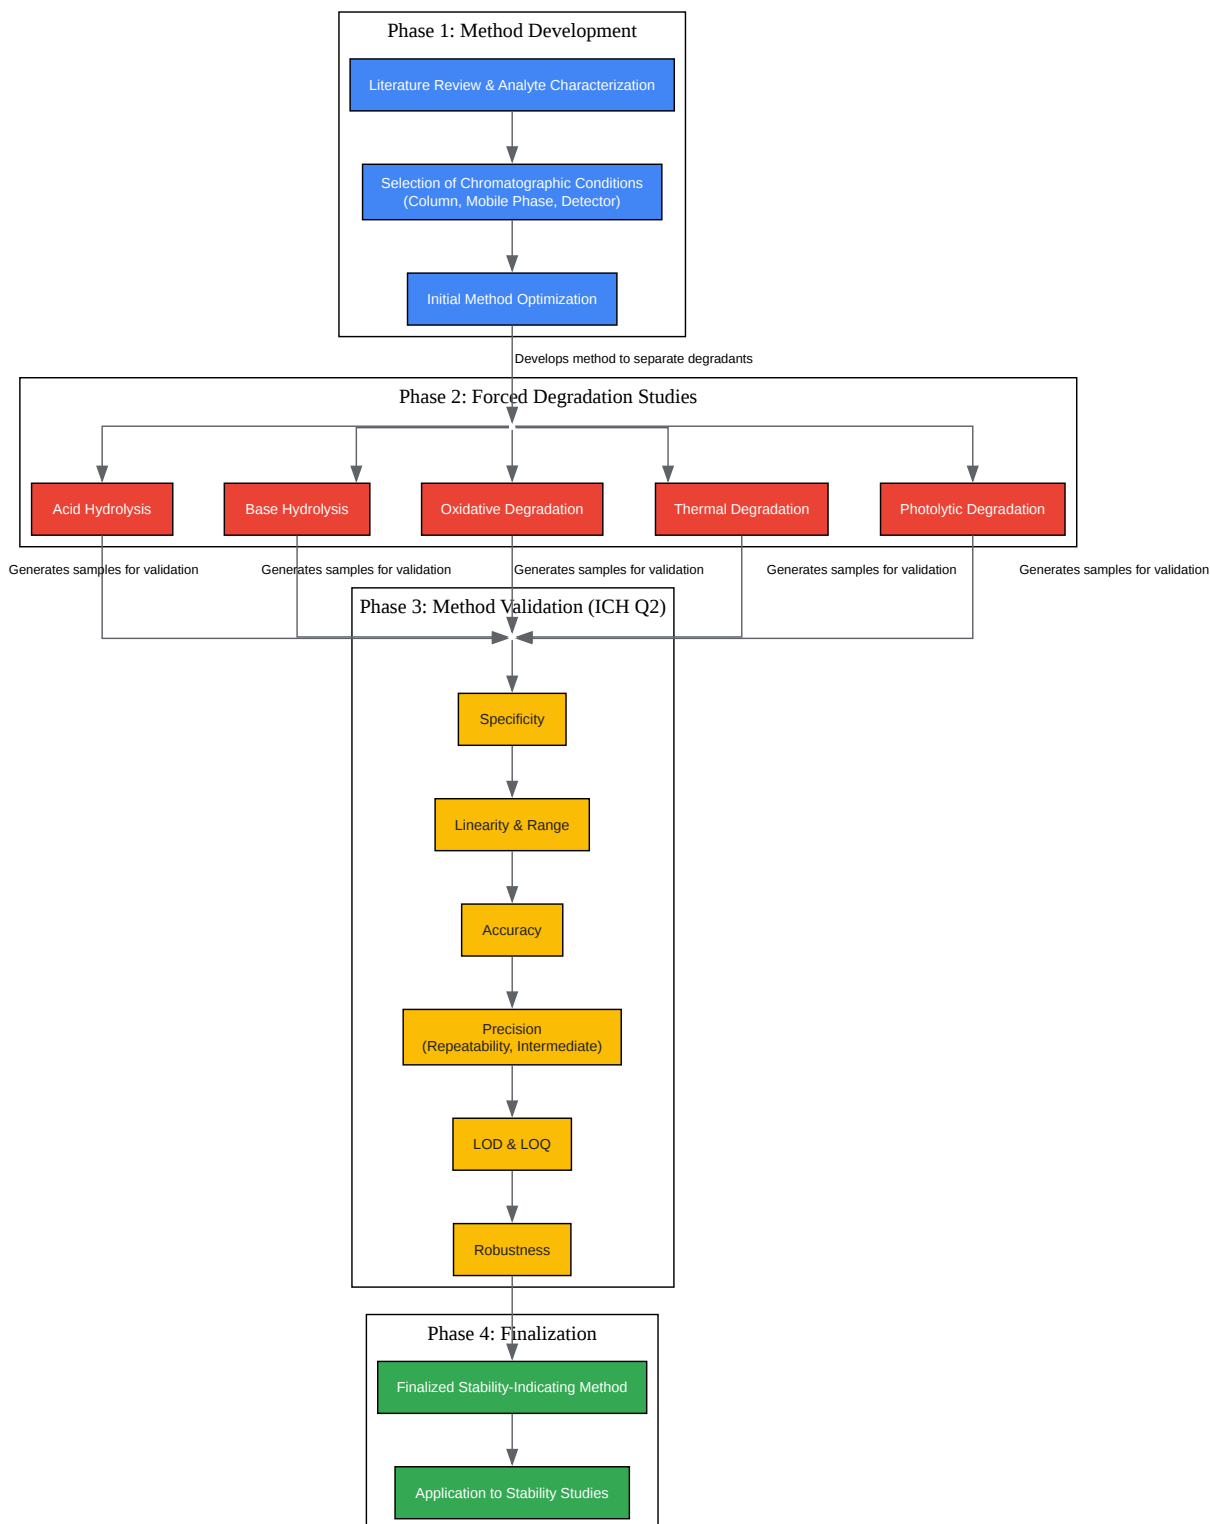 Phase 1: Method Development
Literature Review & Analyte Characterization
Selection of Chromatographic Conditions
(Column, Mobile Phase, Detector)
Initial Method Optimization
Develops method to separate degradants
Phase 2: Forced Degradation Studies
Acid Hydrolysis
Base Hydrolysis
Oxidative Degradation
Thermal Degradation
Photolytic Degradation
Generates samples for validation
Generates samples for validation
Generates samples for validation
Generates samples for validation
Generates samples for validation
Phase 3: Method Validation (ICH Q2)
Specificity
Linearity & Range
Accuracy
Precision
(Repeatability, Intermediate)
LOD & LOQ
Robustness
Phase 4: Finalization
Finalized Stability-Indicating Method
Application to Stability Studies